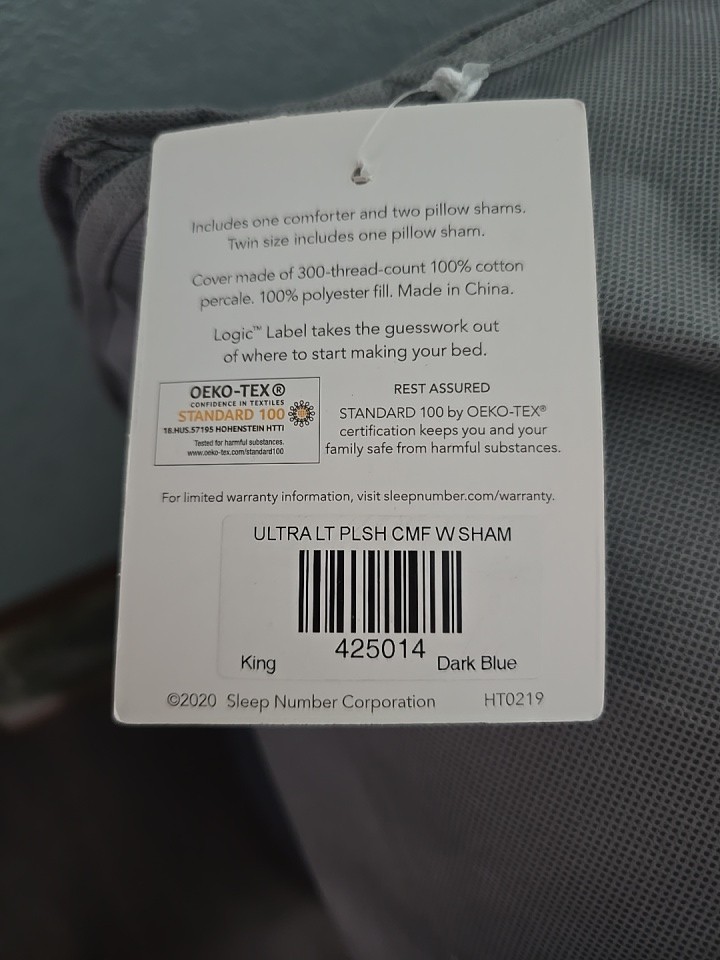 Includes one comforter and two pillow shams.
Twin size includes one pillow sham.
Cover made of 300-thread-count 100% cotton
percale. 100% polyester fill. Made in China.
Logic™ Label takes the guesswork out
of where to start making your bed.
OEKO-TEX®
CONFIDENCE IN TEXTILES
STANDARD 100
18.HUS.57195 HOHENSTEIN HTTI
Tested for harmful substances.
www.oeko-tex.com/standard100
REST ASSURED
STANDARD 100 by OEKO-TEX®
certification keeps you and your
family safe from harmful substances.
For limited warranty information, visit sleepnumber.com/warranty.
ULTRA LT PLSH CMF W SHAM
425014
King
Dark Blue
©2020 Sleep Number Corporation
HT0219